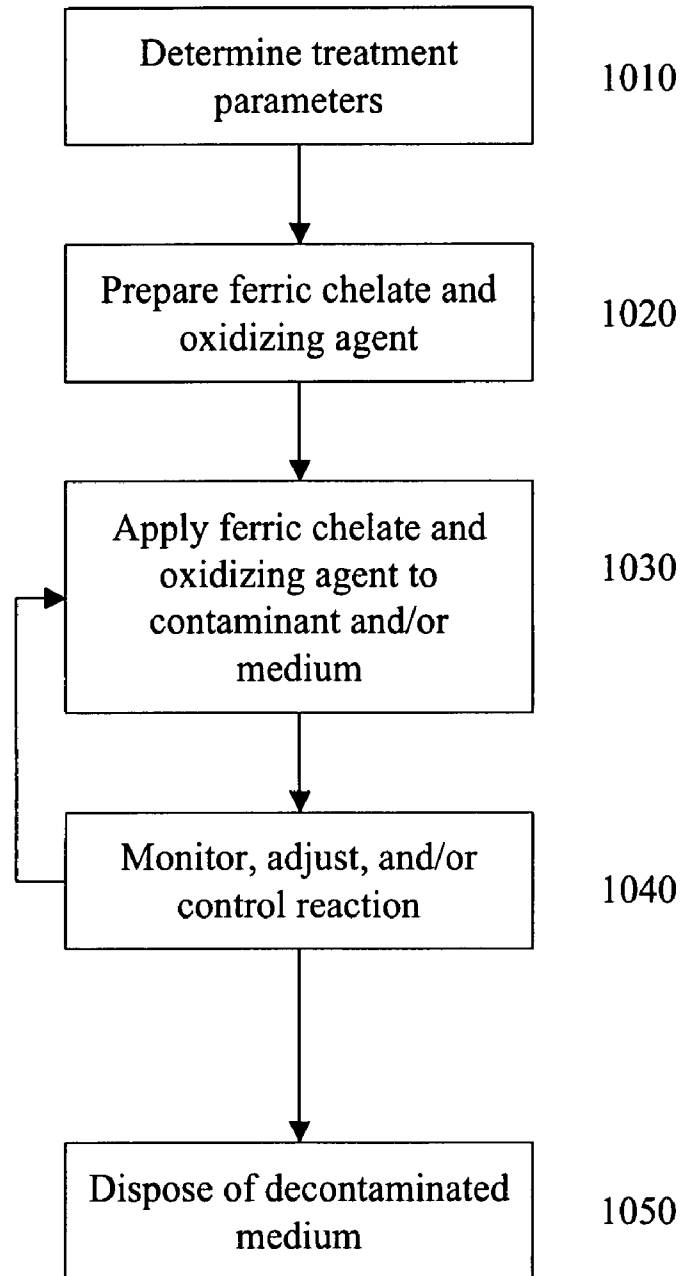 Determine treatment
parameters
1010
Prepare ferric chelate and
oxidizing agent
1020
Apply ferric chelate and
oxidizing agent to
contaminant and/or
medium
1030
Monitor, adjust, and/or
control reaction
1040
Dispose of decontaminated
medium
1050